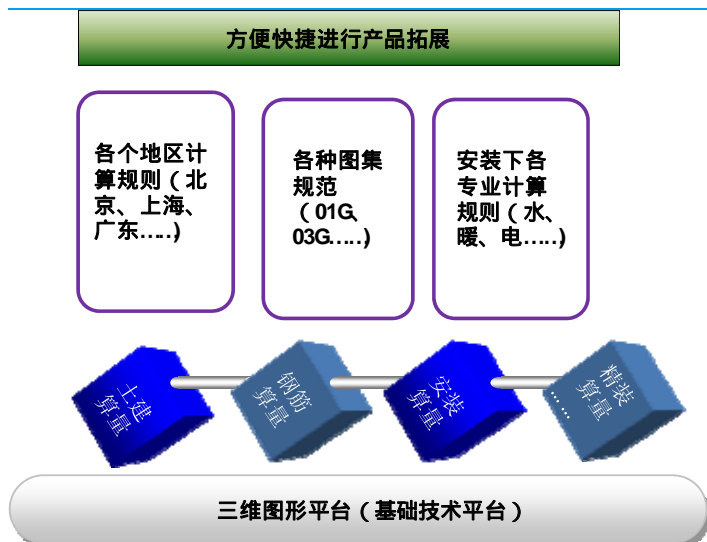 方便快捷进行产品拓展
各个地区计
算规则（北
京、上海、
广东…..）
各种图集
规范
（01G、
03G…..）
安装下各
专业计算
规则（水、
暖、电…..）
土建
算量
钢筋
算量
安装
算量
精装
算量
……
三维图形平台（基础技术平台）